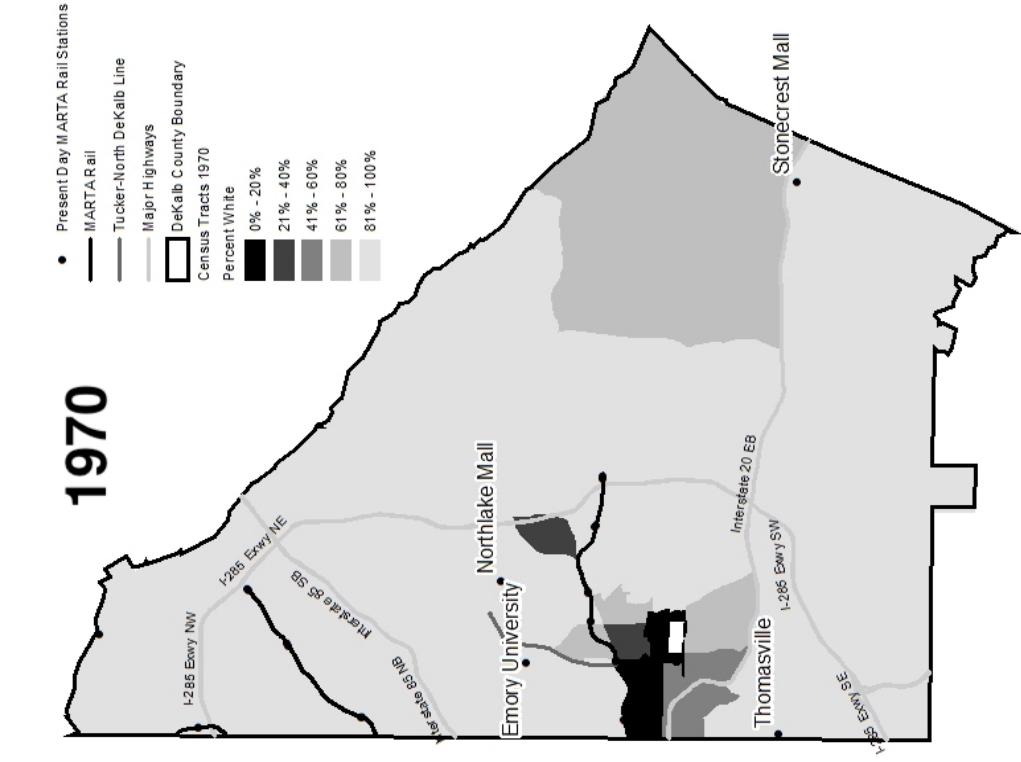 1970
Present Day MARTA Rail Stations
MARTA Rail
Tucker-North DeKalb Line
Major Highways
DeKalb County Boundary
Census Tracts 1970
Percent White
0% - 20%
21% - 40%
41% - 60%
61% - 80%
81% - 100%
I-285 Exwy NW
I-285 Exwy NE
Interstate 85 SB
Interstate 85 NB
Northlake Mall
Emory University
Stonecrest Mall
Interstate 20 EB
I-285 Exwy SW
Thomasville
I-285 Exwy SE